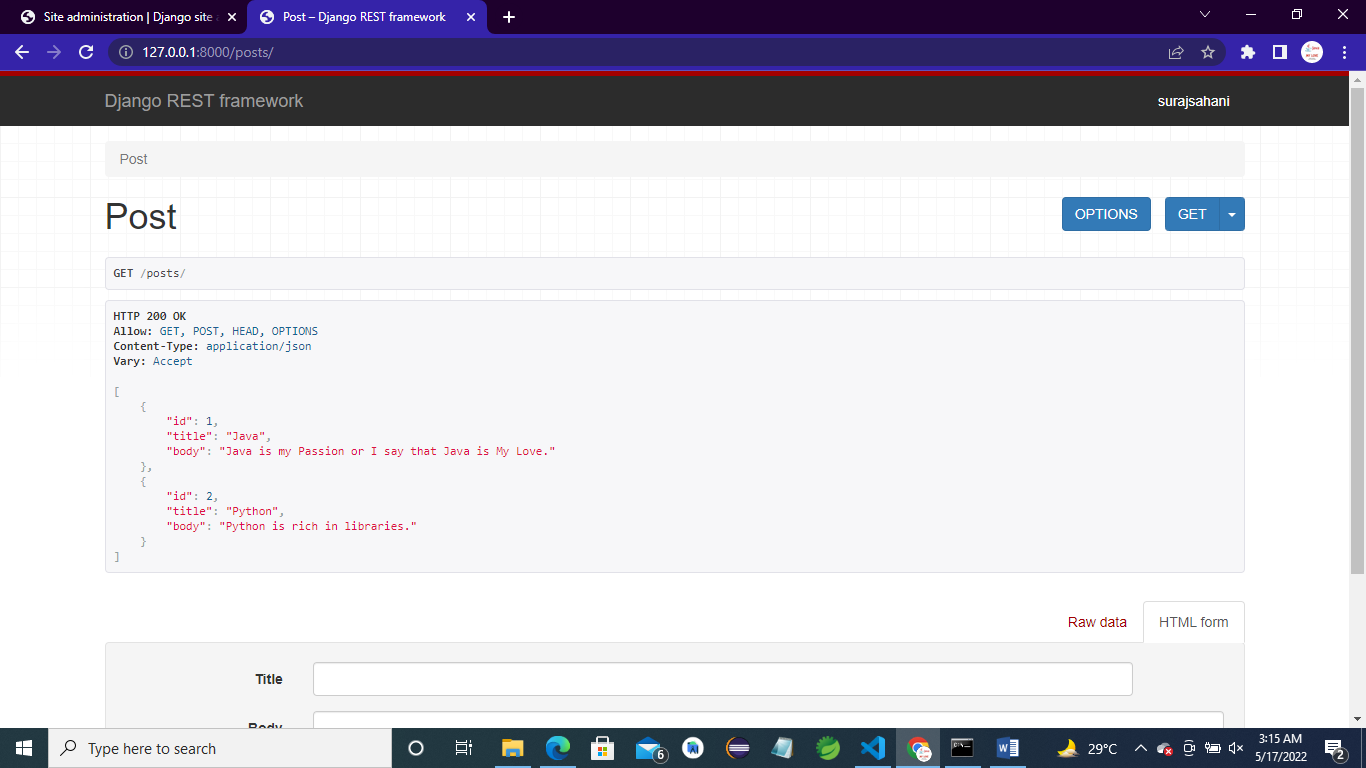 Site administration | Django site a
Post – Django REST framework
127.0.0.1:8000/posts/
Django REST framework
surajsahani
Post
Post
OPTIONS
GET
GET /posts/
HTTP 200 OK
Allow: GET, POST, HEAD, OPTIONS
Content-Type: application/json
Vary: Accept
[
    {
        "id": 1,
        "title": "Java",
        "body": "Java is my Passion or I say that Java is My Love."
    },
    {
        "id": 2,
        "title": "Python",
        "body": "Python is rich in libraries."
    }
]
Raw data
HTML form
Title
Body
Type here to search
6
29°C
3:15 AM
5/17/2022
2